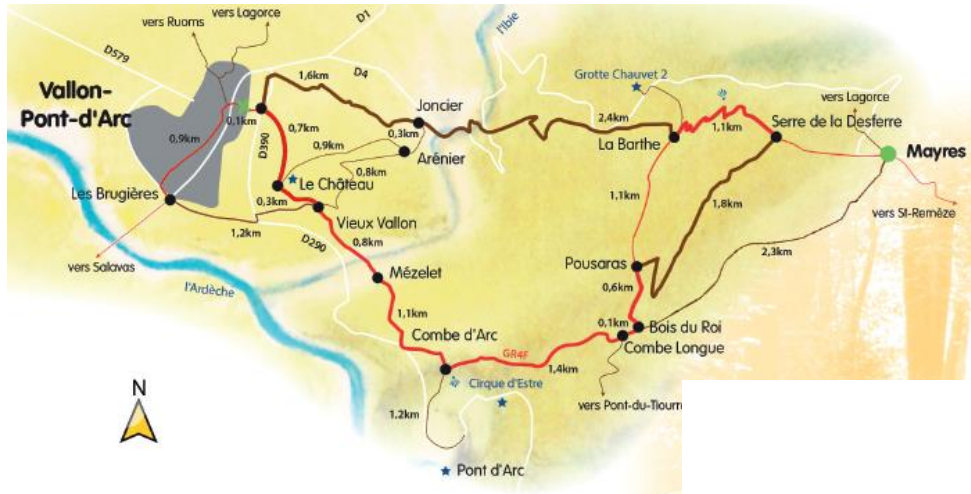 vers Lagorce
vers Ruoms
D1
D579
l'Ibie
D4
1,6km
Grotte Chauvet 2
Vallon-
Pont-d'Arc
0,1km
0,7km
Joncier
2,4km
1,1km
vers Lagorce
Serre de la Desferre
0,9km
D390
0,3km
0,9km
Arénier
La Barthe
Mayres
0,8km
Les Brugières
Le Château
0,3km
1,1km
1,8km
vers St-Remèze
1,2km
Vieux Vallon
D290
0,8km
2,3km
vers Salavas
Pousaras
l'Ardèche
Mézelet
0,6km
1,1km
0,1km
Bois du Roi
Combe d'Arc
Combe Longue
GR4F
1,4km
Cirque d'Estre
N
1.2km
vers Pont-du-Tiourre
Pont d'Arc